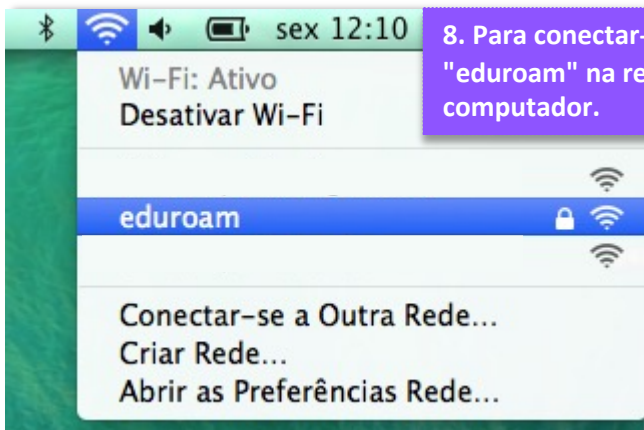 sex 12:10
8. Para conectar-
"eduroam" na re
computador.
Wi-Fi: Ativo
Desativar Wi-Fi
eduroam
Conectar-se a Outra Rede...
Criar Rede...
Abrir as Preferências Rede...